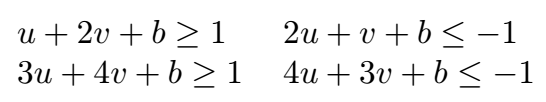 u + 2v + b ≥ 1 2u + v + b ≤ −1
3u + 4v + b ≥ 1 4u + 3v + b ≤ −1